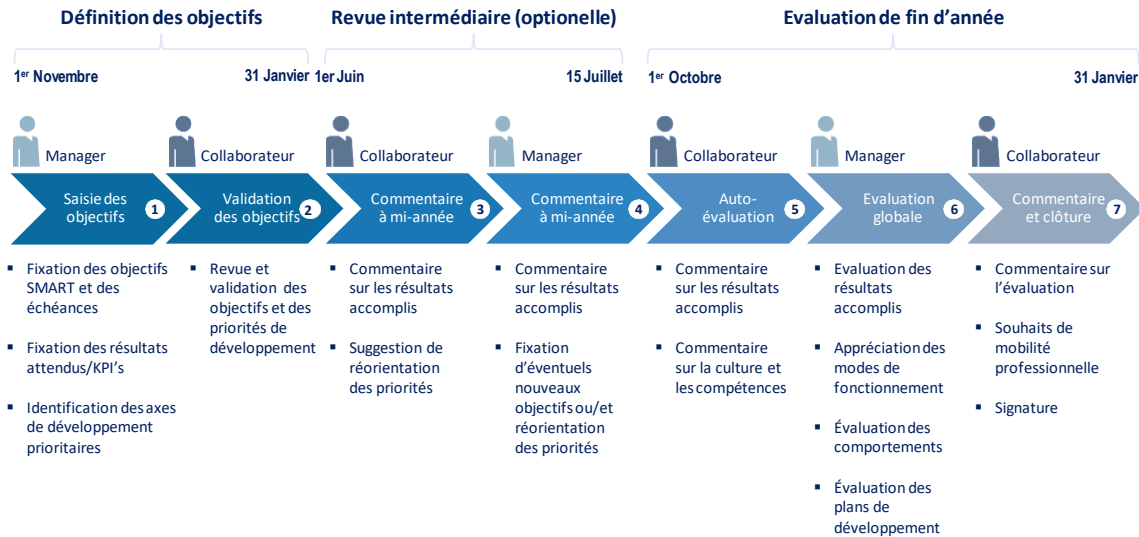 Définition des objectifs
Revue intermédiaire (optionelle)
Evaluation de fin d'année
1er Novembre
31 Janvier
1er Juin
15 Juillet
1er Octobre
31 Janvier
Manager
Collaborateur
Collaborateur
Manager
Collaborateur
Manager
Collaborateur
Saisie des
objectifs
1
Validation
des objectifs
2
Commentaire
à mi-année
3
Commentaire
à mi-année
4
Auto-
évaluation
5
Evaluation
globale
6
Commentaire
et clôture
7
▪ Fixation des objectifs
SMART et des
échéances
▪ Fixation des résultats
attendus/KPI's
▪ Identification des axes
de développement
prioritaires
▪ Revue et
validation des
objectifs et des
priorités de
développement
▪ Commentaire
sur les résultats
accomplis
▪ Suggestion de
réorientation
des priorités
▪ Commentaire
sur les résultats
accomplis
▪ Fixation
d'éventuels
nouveaux
objectifs ou/et
réorientation
des priorités
▪ Commentaire
sur les résultats
accomplis
▪ Commentaire
sur la culture et
les compétences
▪ Evaluation des
résultats
accomplis
▪ Appréciation des
modes de
fonctionnement
▪ Évaluation des
comportements
▪ Évaluation des
plans de
développement
▪ Commentaire sur
l'évaluation
▪ Souhaits de
mobilité
professionnelle
▪ Signature